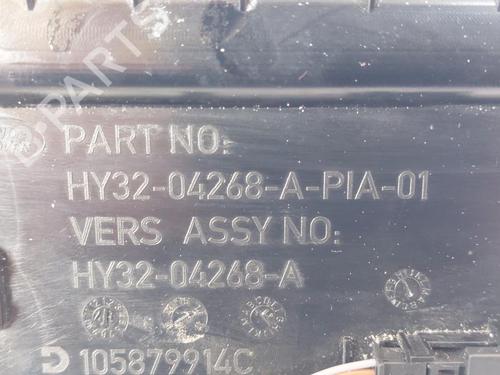 PART NO:
HY32-04268-A-PIA-01
VERS ASSY NO:
HY32-04268-A
105879914C